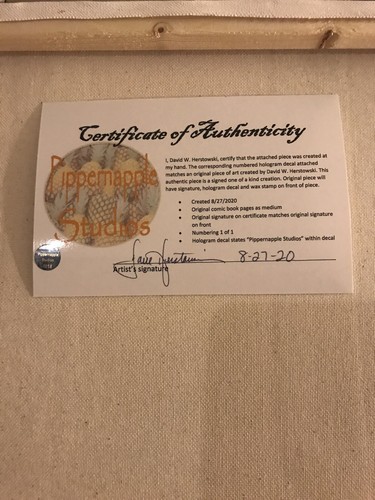 Certificate of Authenticity
Pippernapple
Studios
I, David W. Herstowski, certify that the attached piece was created at
my hand. The corresponding numbered hologram decal attached
matches an original piece of art created by David W. Herstowski. This
authentic piece is a signed one of a kind creation. Original piece will
have signature, hologram decal and wax stamp on front of piece.
• Created 8/27/2020
• Original comic book pages as medium
• Original signature on certificate matches original signature
on front
• Numbering 1 of 1
• Hologram decal states "Pippernapple Studios" within decal
8-27-20
Artist's signature